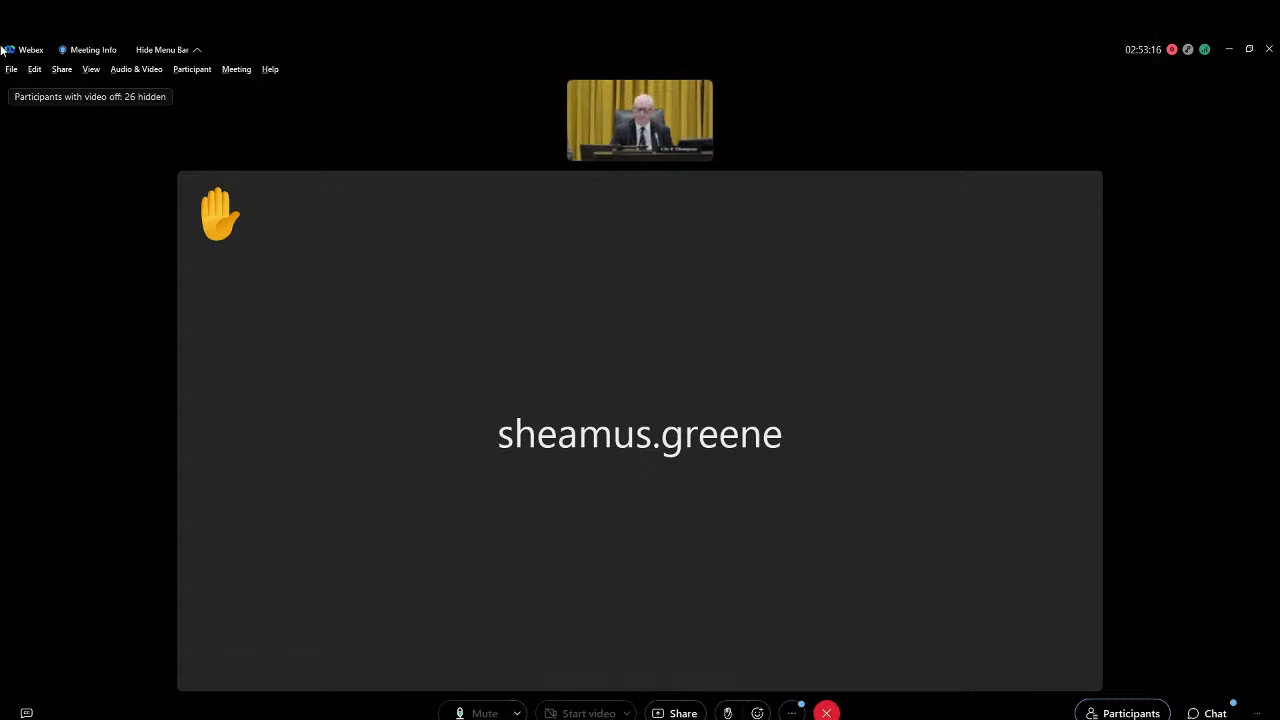 Webex
Meeting Info
Hide Menu Bar
02:53:16
File
Edit
Share
View
Audio & Video
Participant
Meeting
Help
Participants with video off: 26 hidden
sheamus.greene
Mute
Start video
Share
Participants
Chat